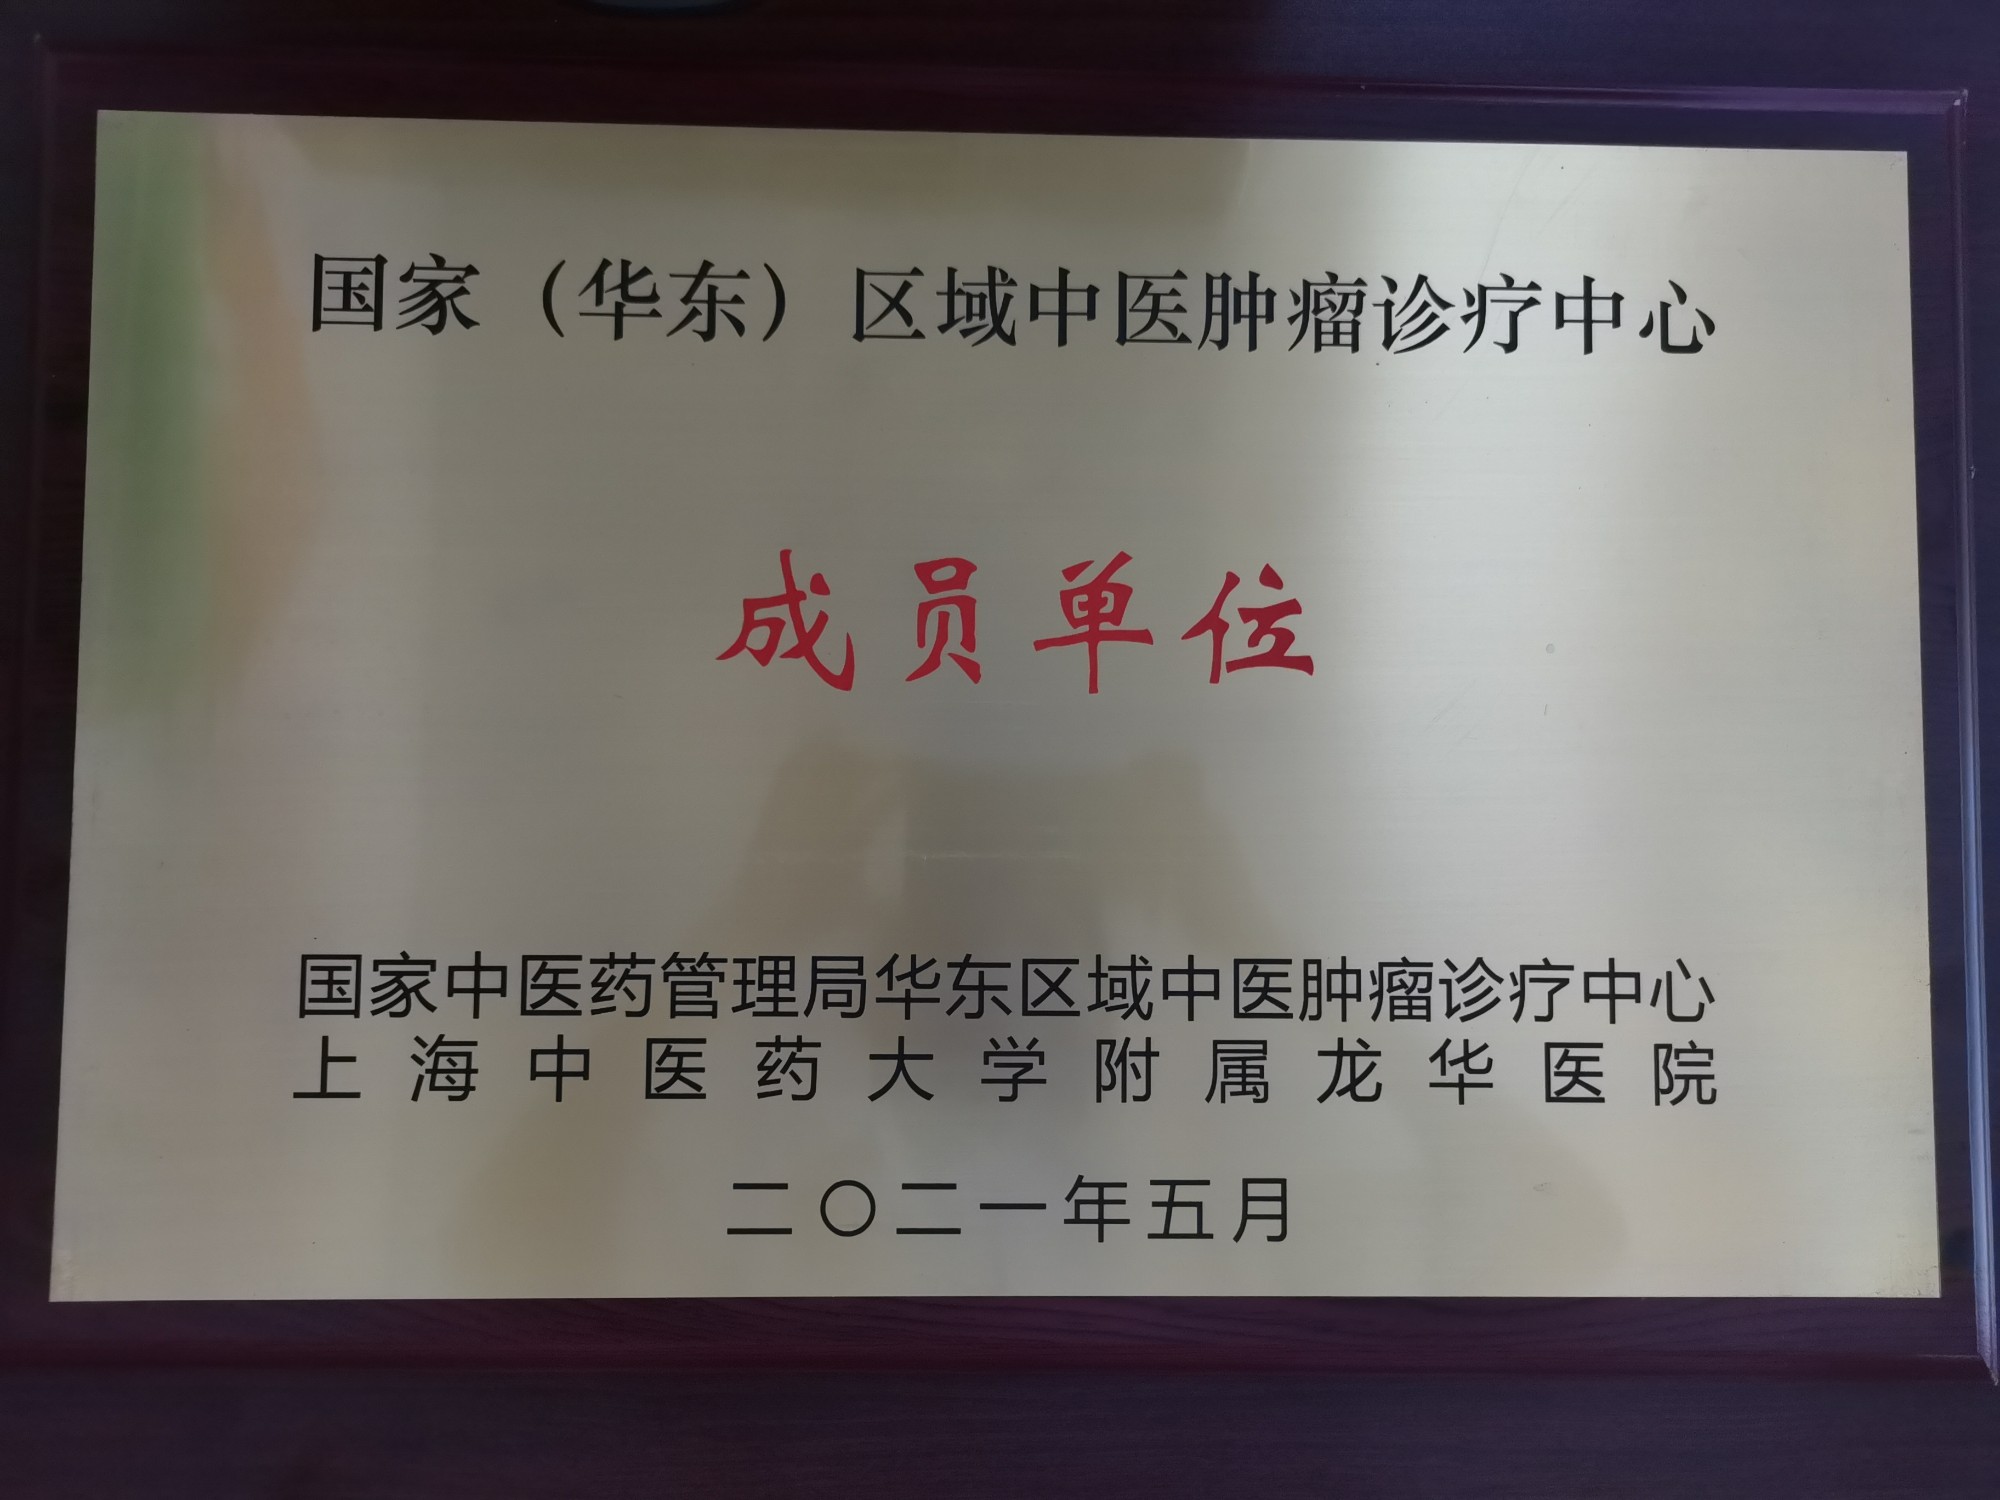 国家（华东）区域中医肿瘤诊疗中心
成员单位
国家中医药管理局华东区域中医肿瘤诊疗中心
上海中医药大学附属龙华医院
二〇二一年五月